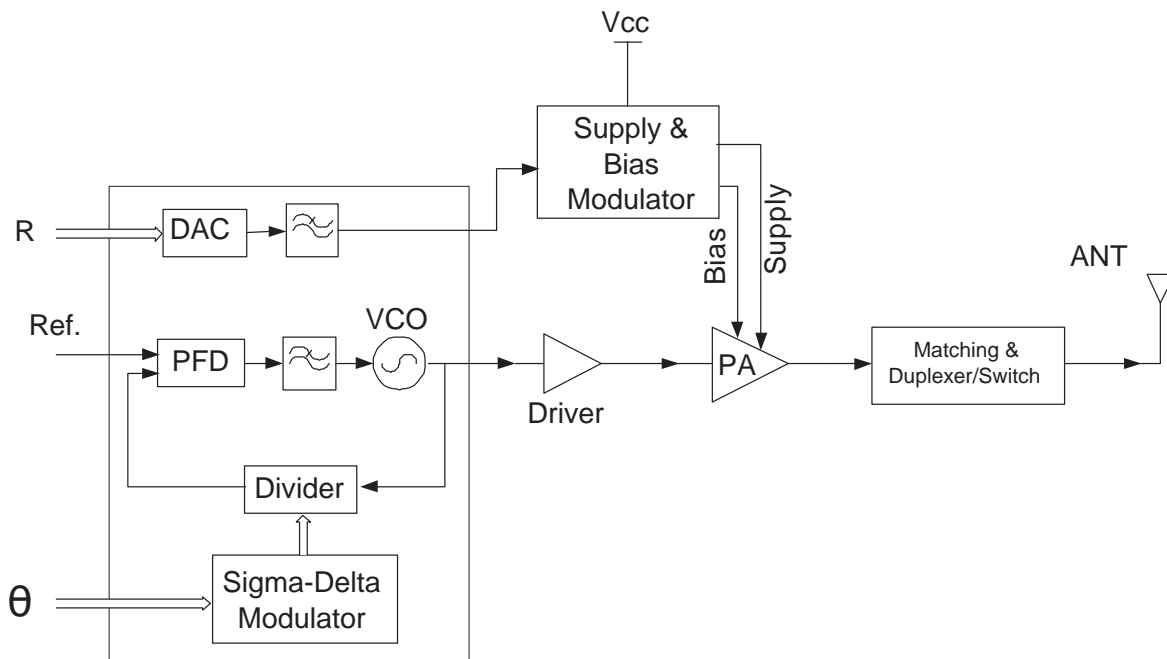 Vcc
Supply &
Bias
Modulator
R
DAC
Bias
Supply
ANT
Ref.
PFD
VCO
Driver
PA
Matching &
Duplexer/Switch
Divider
θ
Sigma-Delta
Modulator